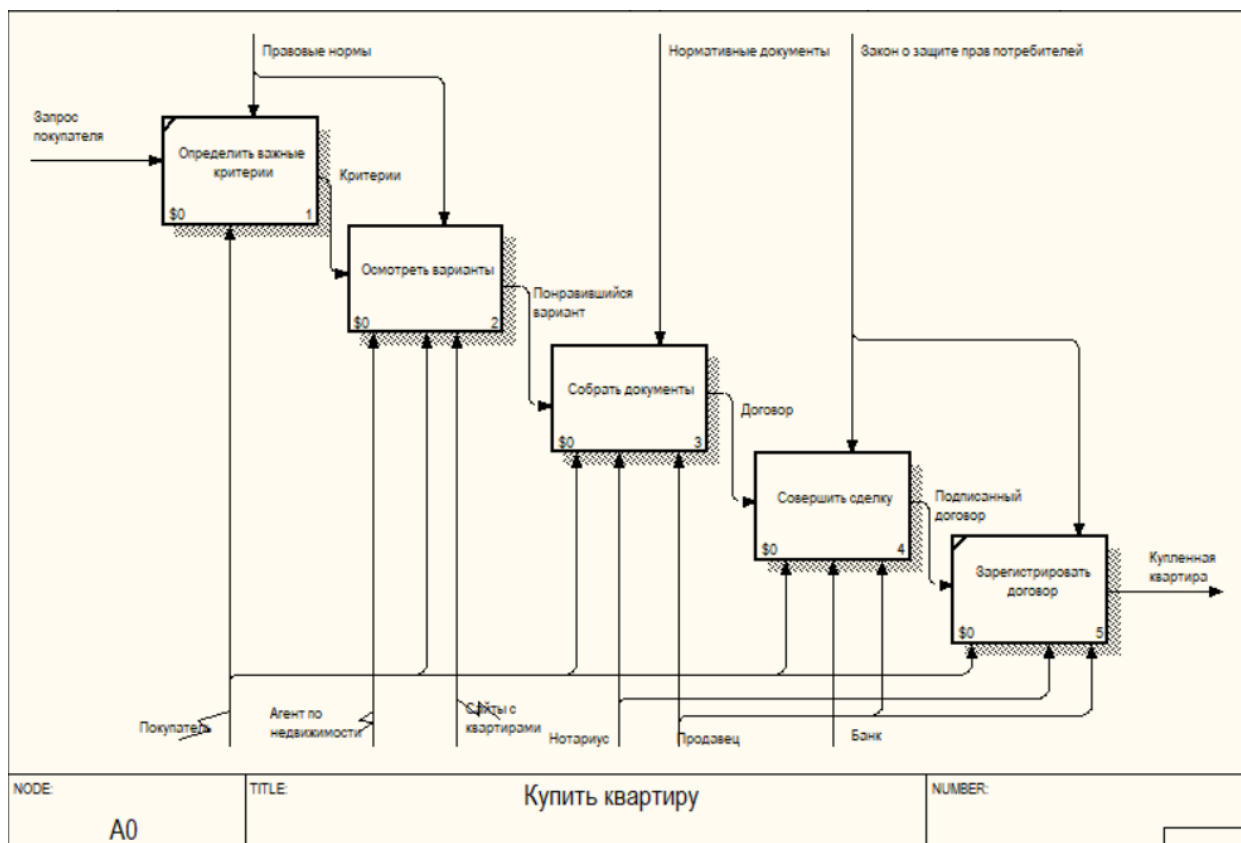 Правовые нормы
Нормативные документы
Закон о защите прав потребителей
Запрос
покупателя
Определить важные
критерии
$0
1
Критерии
Осмотреть варианты
$0
2
Понравившийся
вариант
Собрать документы
$0
3
Договор
Совершить сделку
$0
4
Подписанный
договор
Зарегистрировать
договор
$0
5
Купленная
квартира
Покупатель
Агент по
недвижимости
Сайты с
квартирами
Нотариус
Продавец
Банк
NODE:
A0
TITLE:
Купить квартиру
NUMBER: